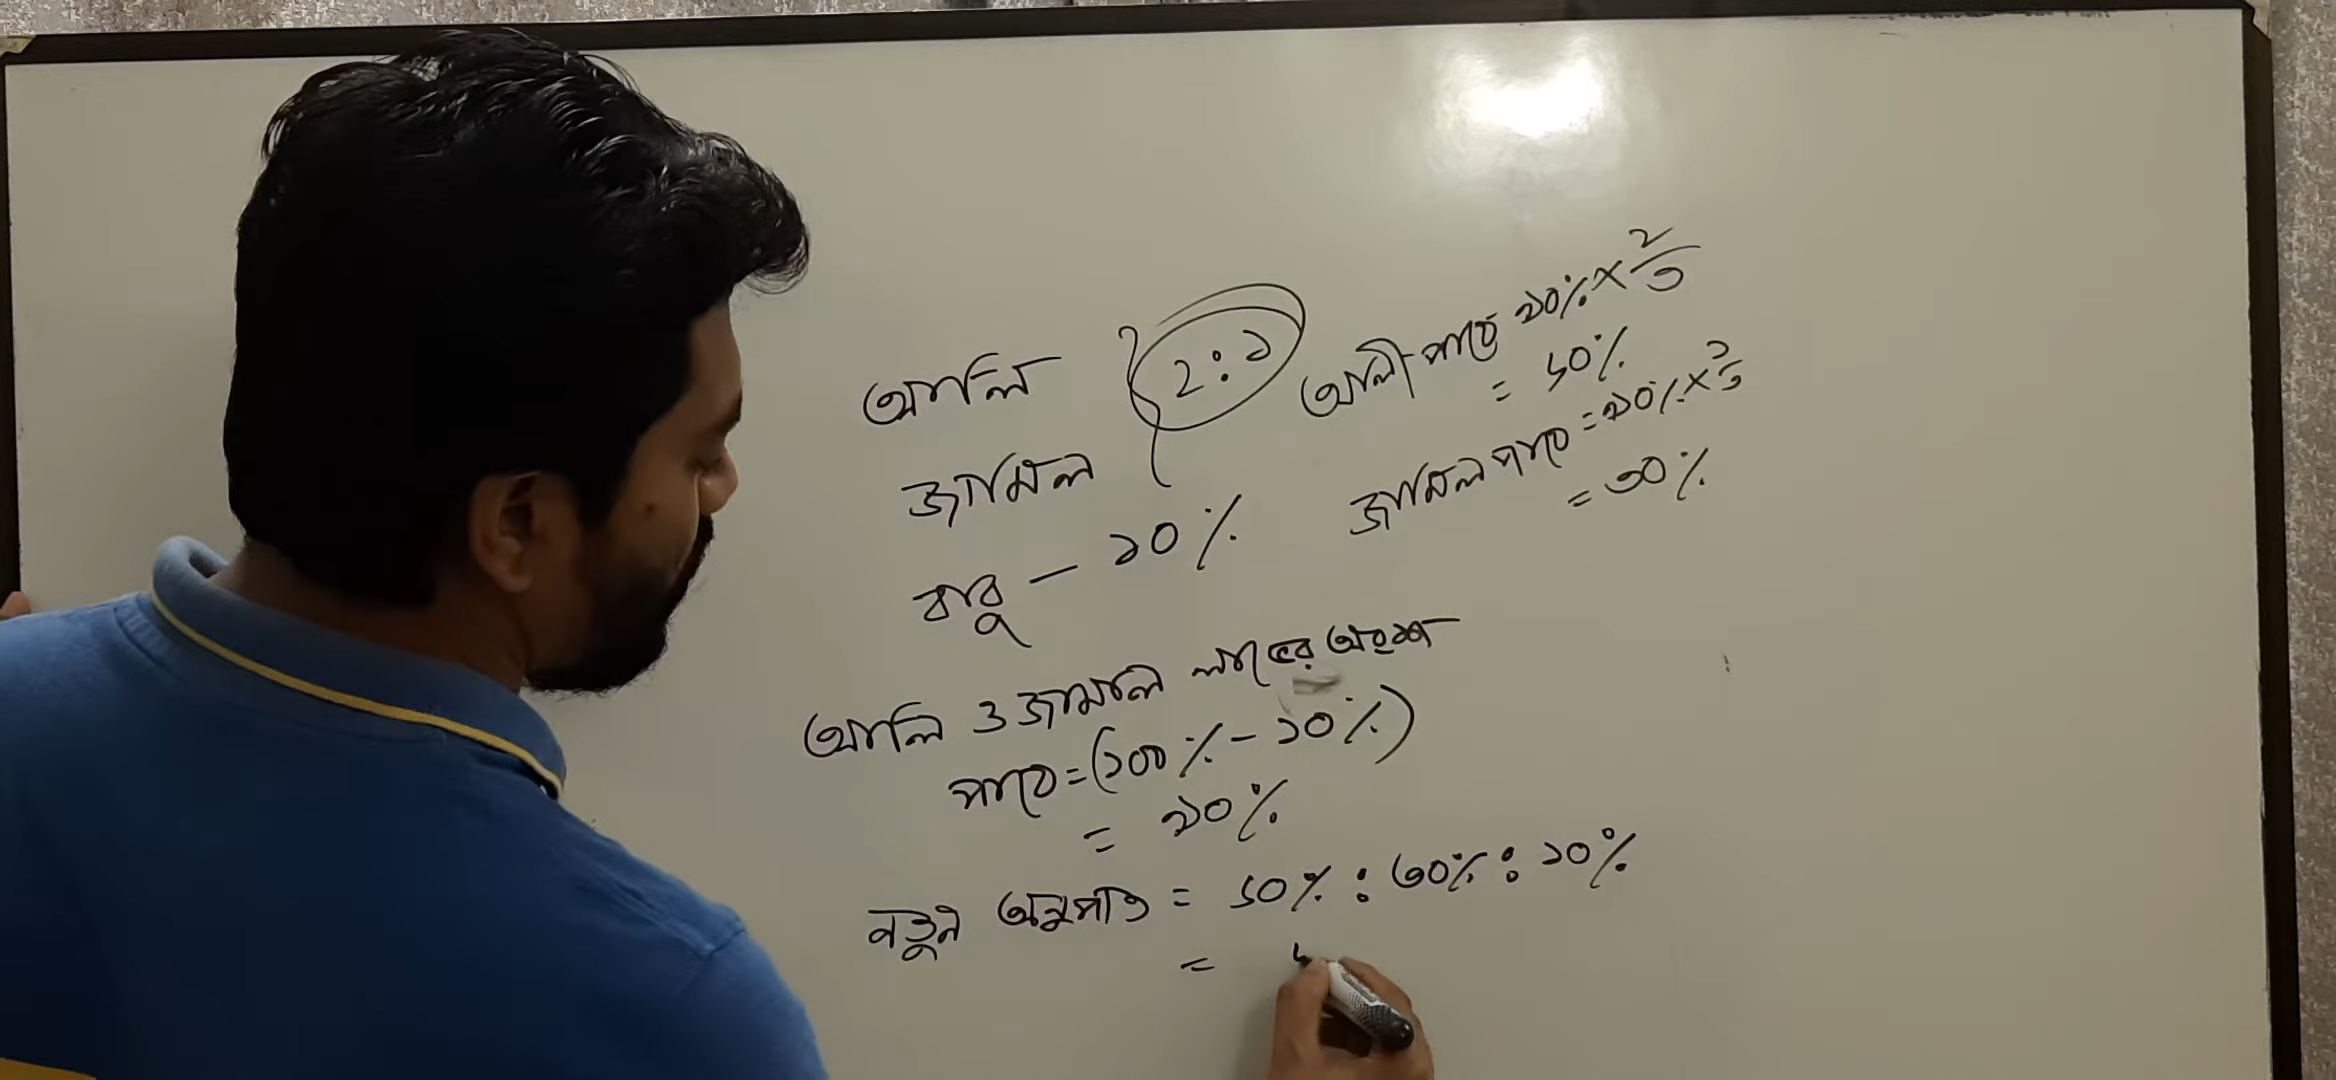 আলি ২:১
জামিল
বাবু — ১০%
আলী পাবে ৯০% × ২/৩
= ৬০%
জামিল পাবে = ৯০% × ১/৩
= ৩০%
আলি ও জামিল লাভের অংশ
পাবে = (১০০% - ১০%)
= ৯০%
নতুন অনুপাত = ৬০% : ৩০% : ১০%
=